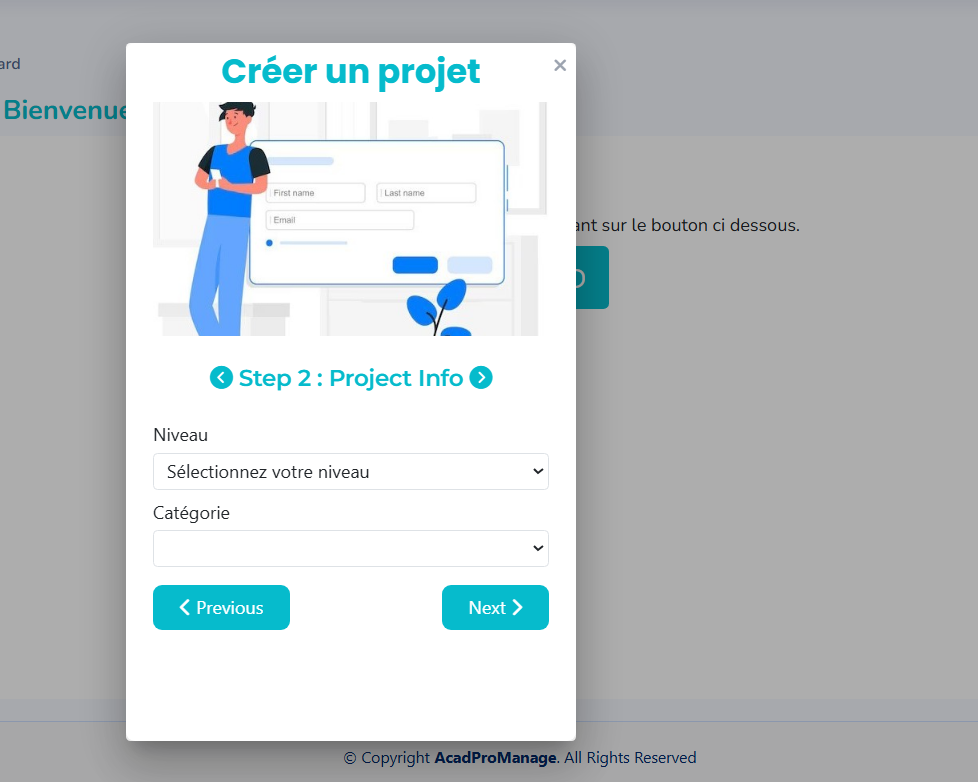 ard
Créer un projet
×
Bienvenue
First name
Last name
Email
ant sur le bouton ci dessous.
Step 2 : Project Info
Niveau
Sélectionnez votre niveau
Catégorie
Previous
Next
© Copyright AcadProManage. All Rights Reserved